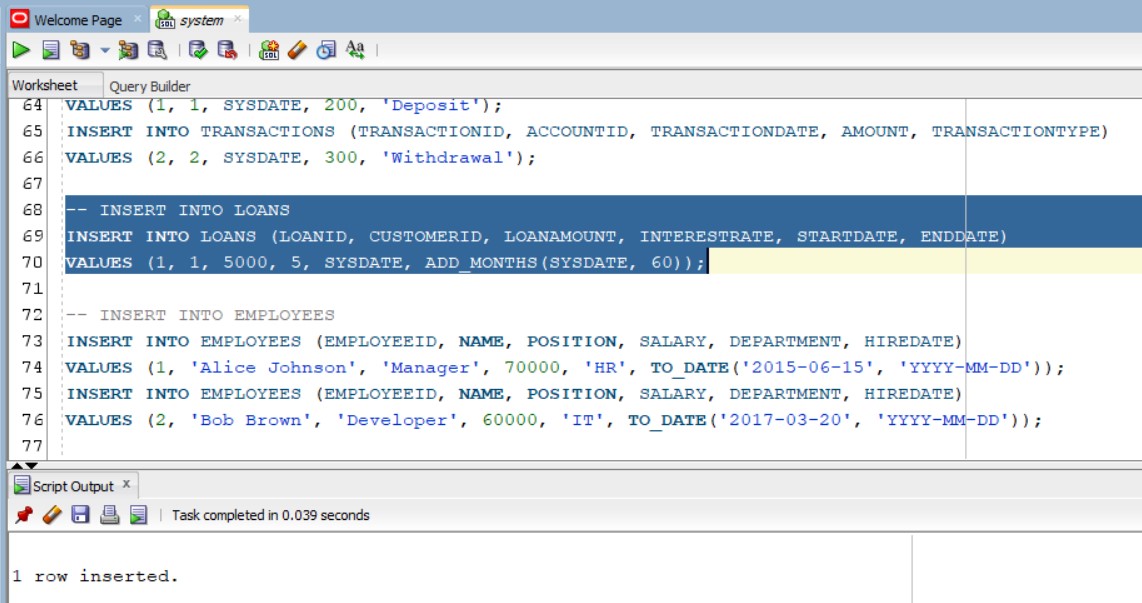 Welcome Page
system
Worksheet
Query Builder
64 VALUES (1, 1, SYSDATE, 200, 'Deposit');
65 INSERT INTO TRANSACTIONS (TRANSACTIONID, ACCOUNTID, TRANSACTIONDATE, AMOUNT, TRANSACTIONTYPE)
66 VALUES (2, 2, SYSDATE, 300, 'Withdrawal');
67
68 -- INSERT INTO LOANS
69 INSERT INTO LOANS (LOANID, CUSTOMERID, LOANAMOUNT, INTERESTRATE, STARTDATE, ENDDATE)
70 VALUES (1, 1, 5000, 5, SYSDATE, ADD_MONTHS(SYSDATE, 60));
71
72 -- INSERT INTO EMPLOYEES
73 INSERT INTO EMPLOYEES (EMPLOYEEID, NAME, POSITION, SALARY, DEPARTMENT, HIREDATE)
74 VALUES (1, 'Alice Johnson', 'Manager', 70000, 'HR', TO_DATE('2015-06-15', 'YYYY-MM-DD'));
75 INSERT INTO EMPLOYEES (EMPLOYEEID, NAME, POSITION, SALARY, DEPARTMENT, HIREDATE)
76 VALUES (2, 'Bob Brown', 'Developer', 60000, 'IT', TO_DATE('2017-03-20', 'YYYY-MM-DD'));
77
Script Output x
Task completed in 0.039 seconds
1 row inserted.